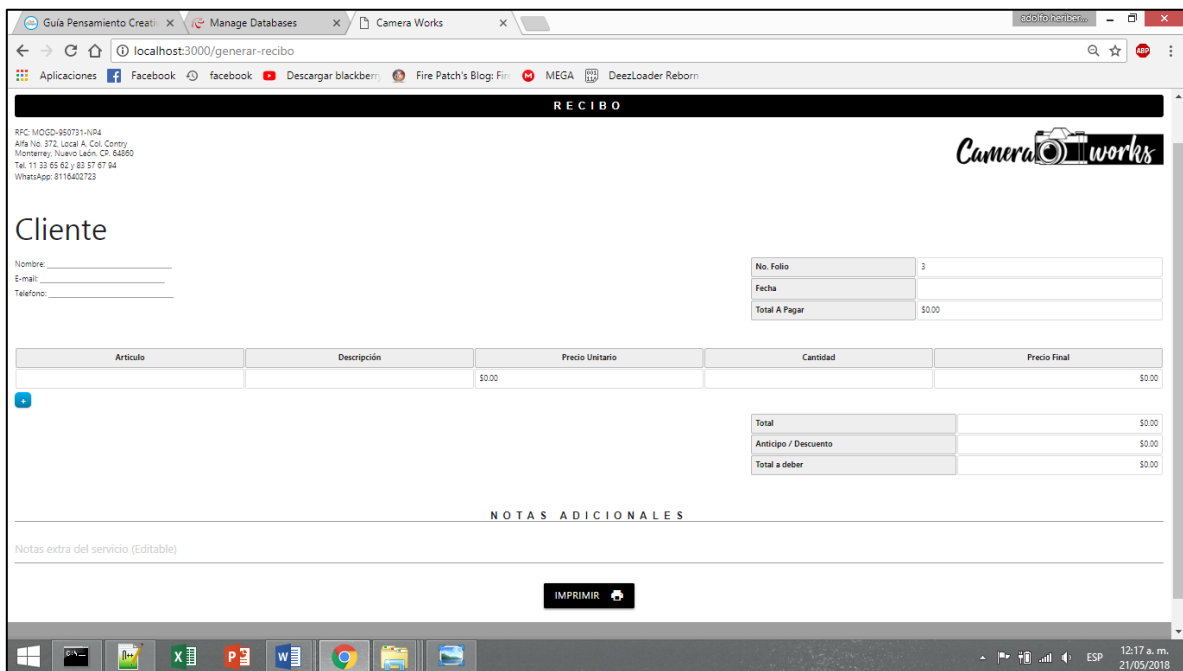 Guía Pensamiento Creativ
Manage Databases
Camera Works
adolfo heriber...
localhost:3000/generar-recibo
ABP
Aplicaciones
Facebook
facebook
Descargar blackberr
Fire Patch's Blog: Fir
MEGA
DeezLoader Reborn
RECIBO
RFC: MOGD-950731-NP4
Alfa No. 372, Local A, Col. Contry
Monterrey, Nuevo León. CP. 64860
Tel. 11 33 65 62 y 83 57 67 94
WhatsApp: 8116402723
Camera works
Cliente
Nombre:
E-mail:
Telefono:
No. Folio 3
Fecha
Total A Pagar $0.00
Articulo Descripción Precio Unitario Cantidad Precio Final
$0.00 $0.00
+
Total $0.00
Anticipo / Descuento $0.00
Total a deber $0.00
NOTAS ADICIONALES
Notas extra del servicio (Editable)
IMPRIMIR
ESP
12:17 a. m.
21/05/2018